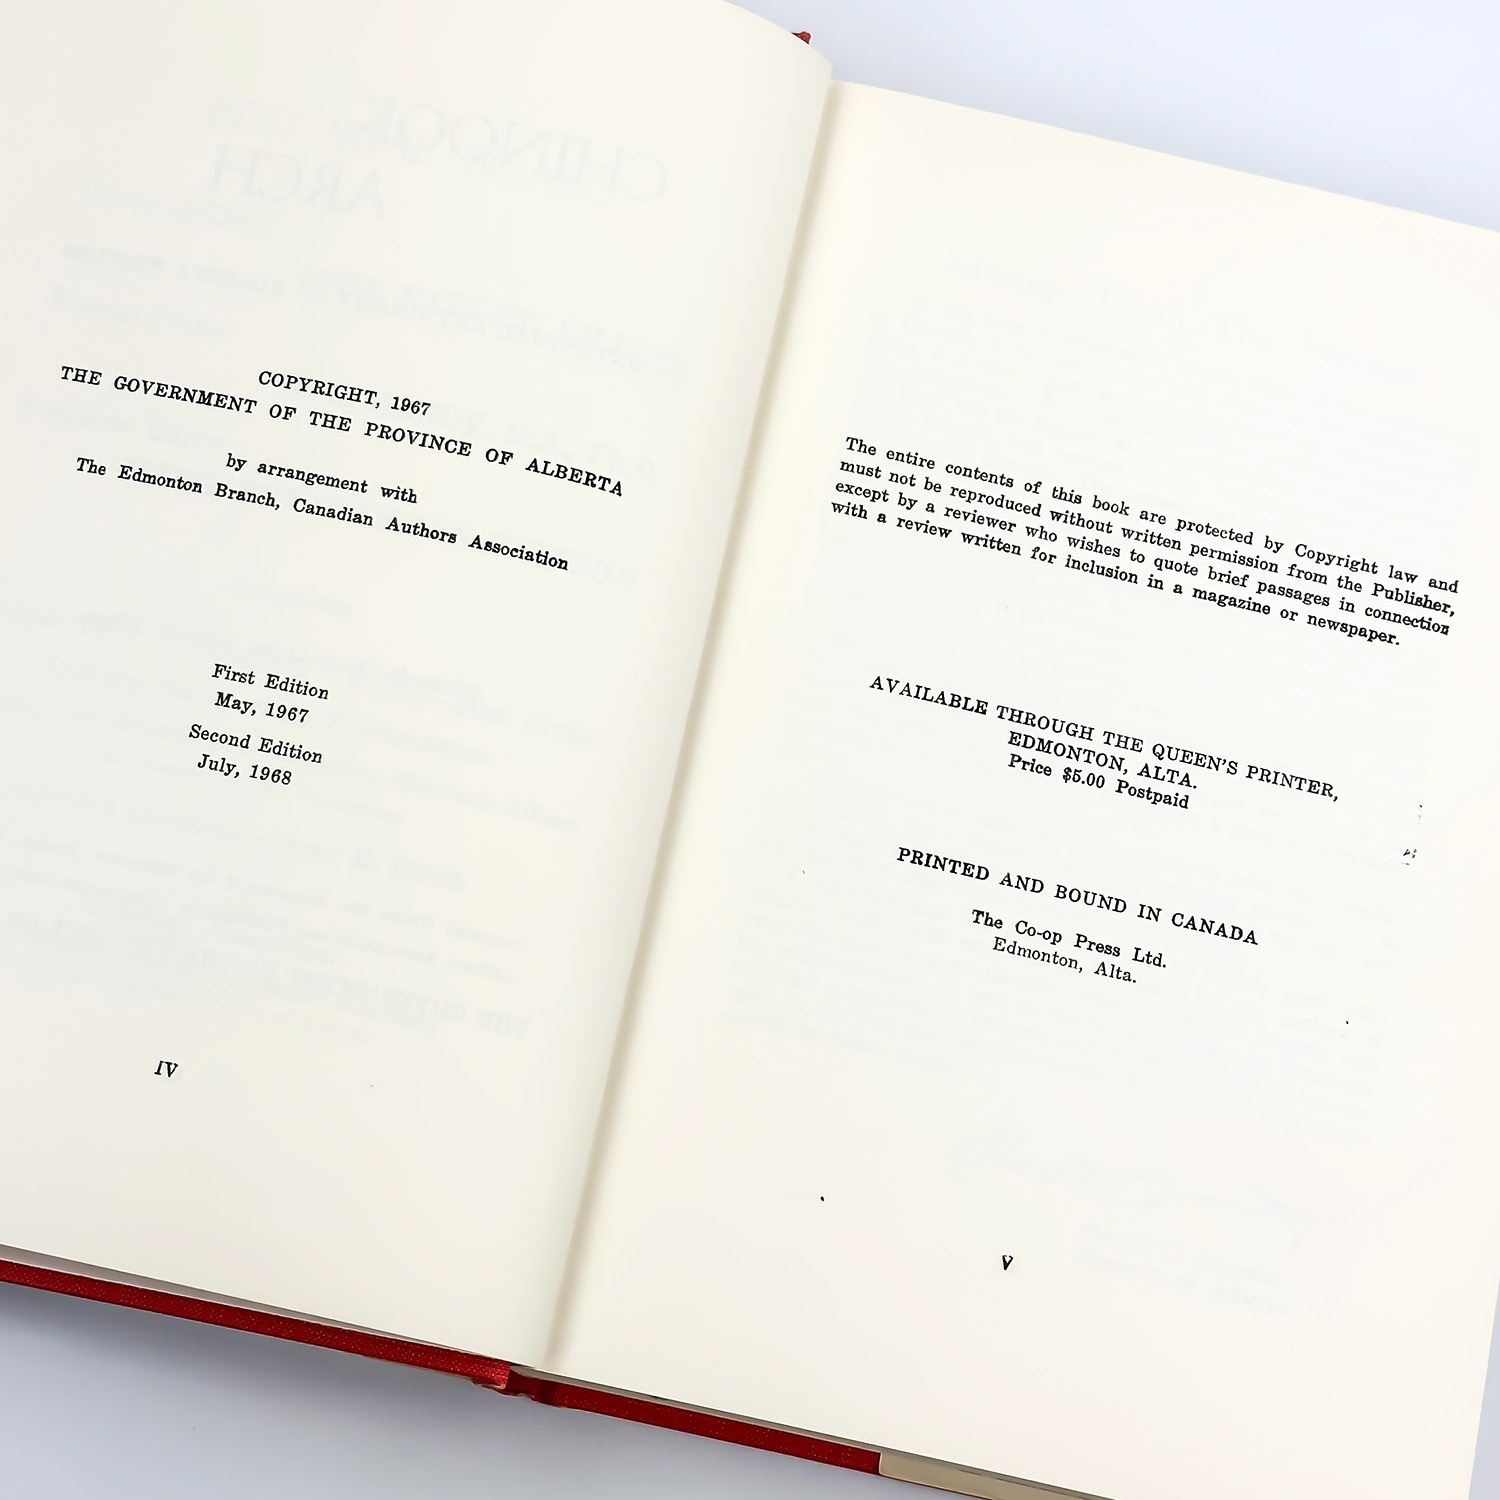 COPYRIGHT, 1967
THE GOVERNMENT OF THE PROVINCE OF ALBERTA
by arrangement with
The Edmonton Branch, Canadian Authors Association
First Edition
May, 1967
Second Edition
July, 1968
IV
The entire contents of this book are protected by Copyright law and
must not be reproduced without written permission from the Publisher,
except by a reviewer who wishes to quote brief passages in connection
with a review written for inclusion in a magazine or newspaper.
AVAILABLE THROUGH THE QUEEN'S PRINTER,
EDMONTON, ALTA.
Price $5.00 Postpaid
PRINTED AND BOUND IN CANADA
The Co-op Press Ltd.
Edmonton, Alta.
V